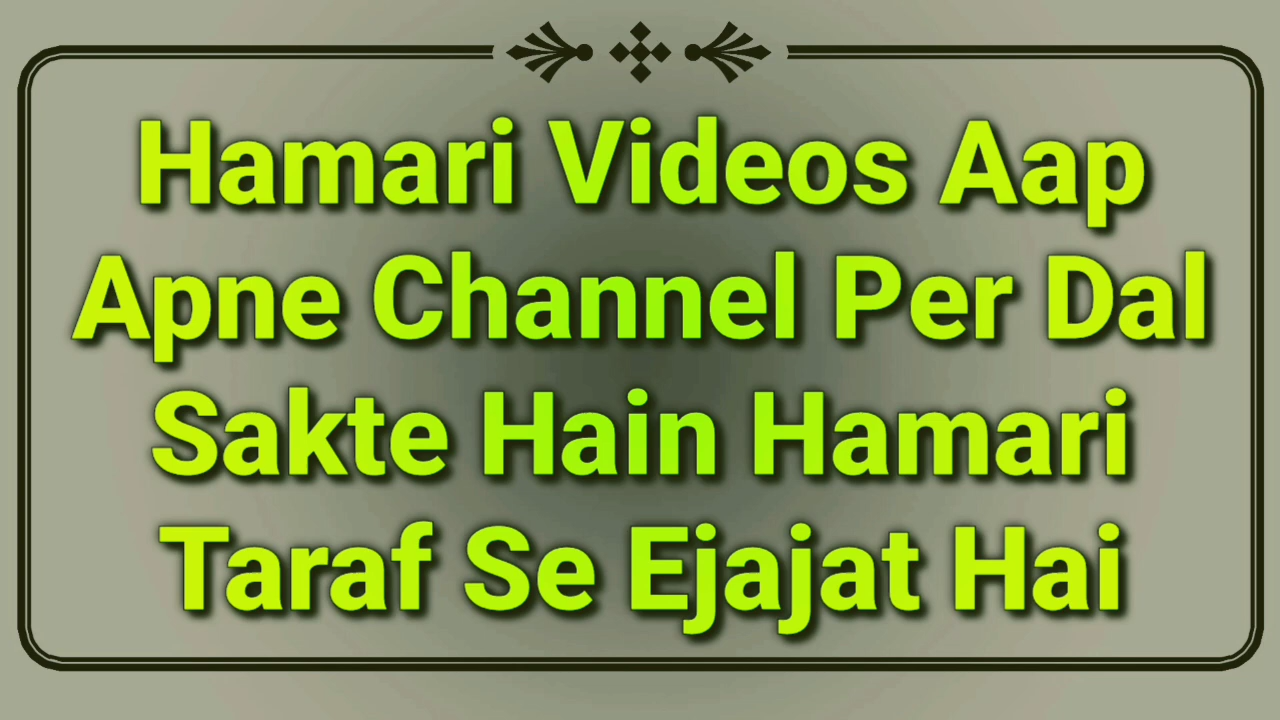 Hamari Videos Aap
Apne Channel Per Dal
Sakte Hain Hamari
Taraf Se Ejajat Hai